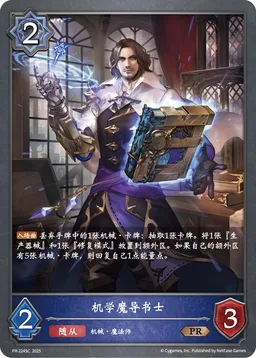 2
入场曲 丢弃手牌中的1张机械·卡牌：抽取1张卡牌。将1张『生
产器械』和1张『修复模式』放置到额外区。如果自己的额外区
有5张机械·卡牌，则回复自己1点能量点。
机学魔导书士
2
随从
机械·魔法师
PR
3
© Cygames, Inc. Published by NetEase Games